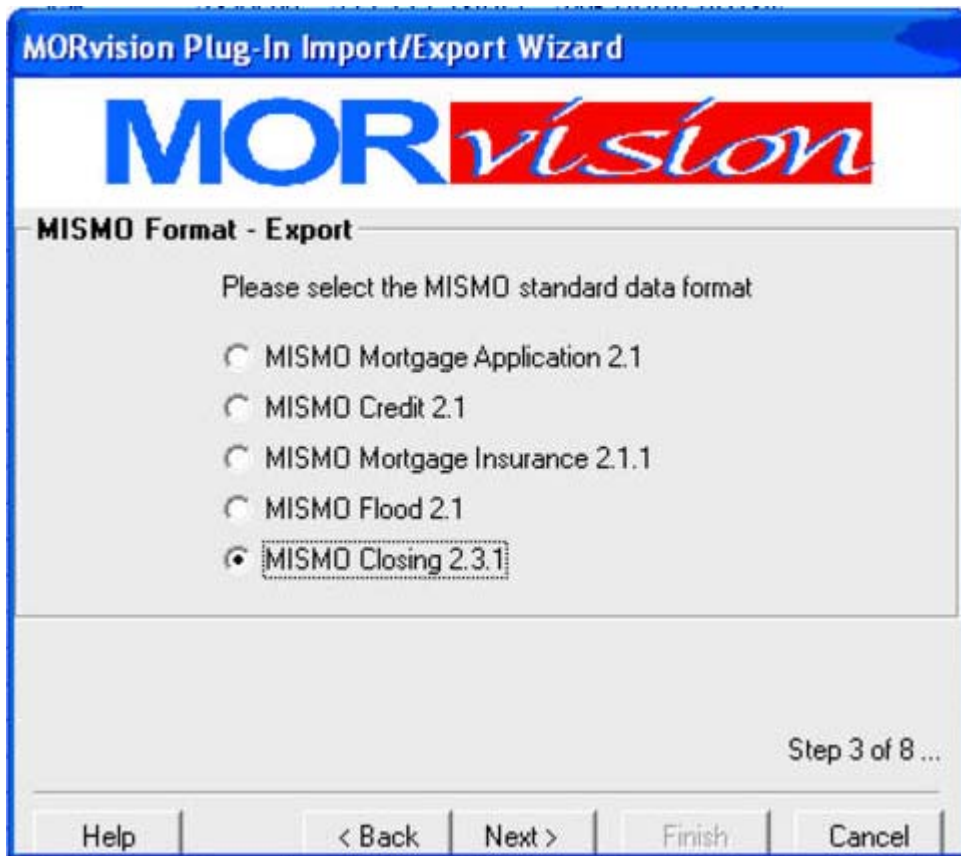 MORvision Plug-In Import/Export Wizard
MORvision
MISMO Format - Export
Please select the MISMO standard data format
MISMO Mortgage Application 2.1
MISMO Credit 2.1
MISMO Mortgage Insurance 2.1.1
MISMO Flood 2.1
MISMO Closing 2.3.1
Step 3 of 8 ...
Help
< Back
Next >
Finish
Cancel